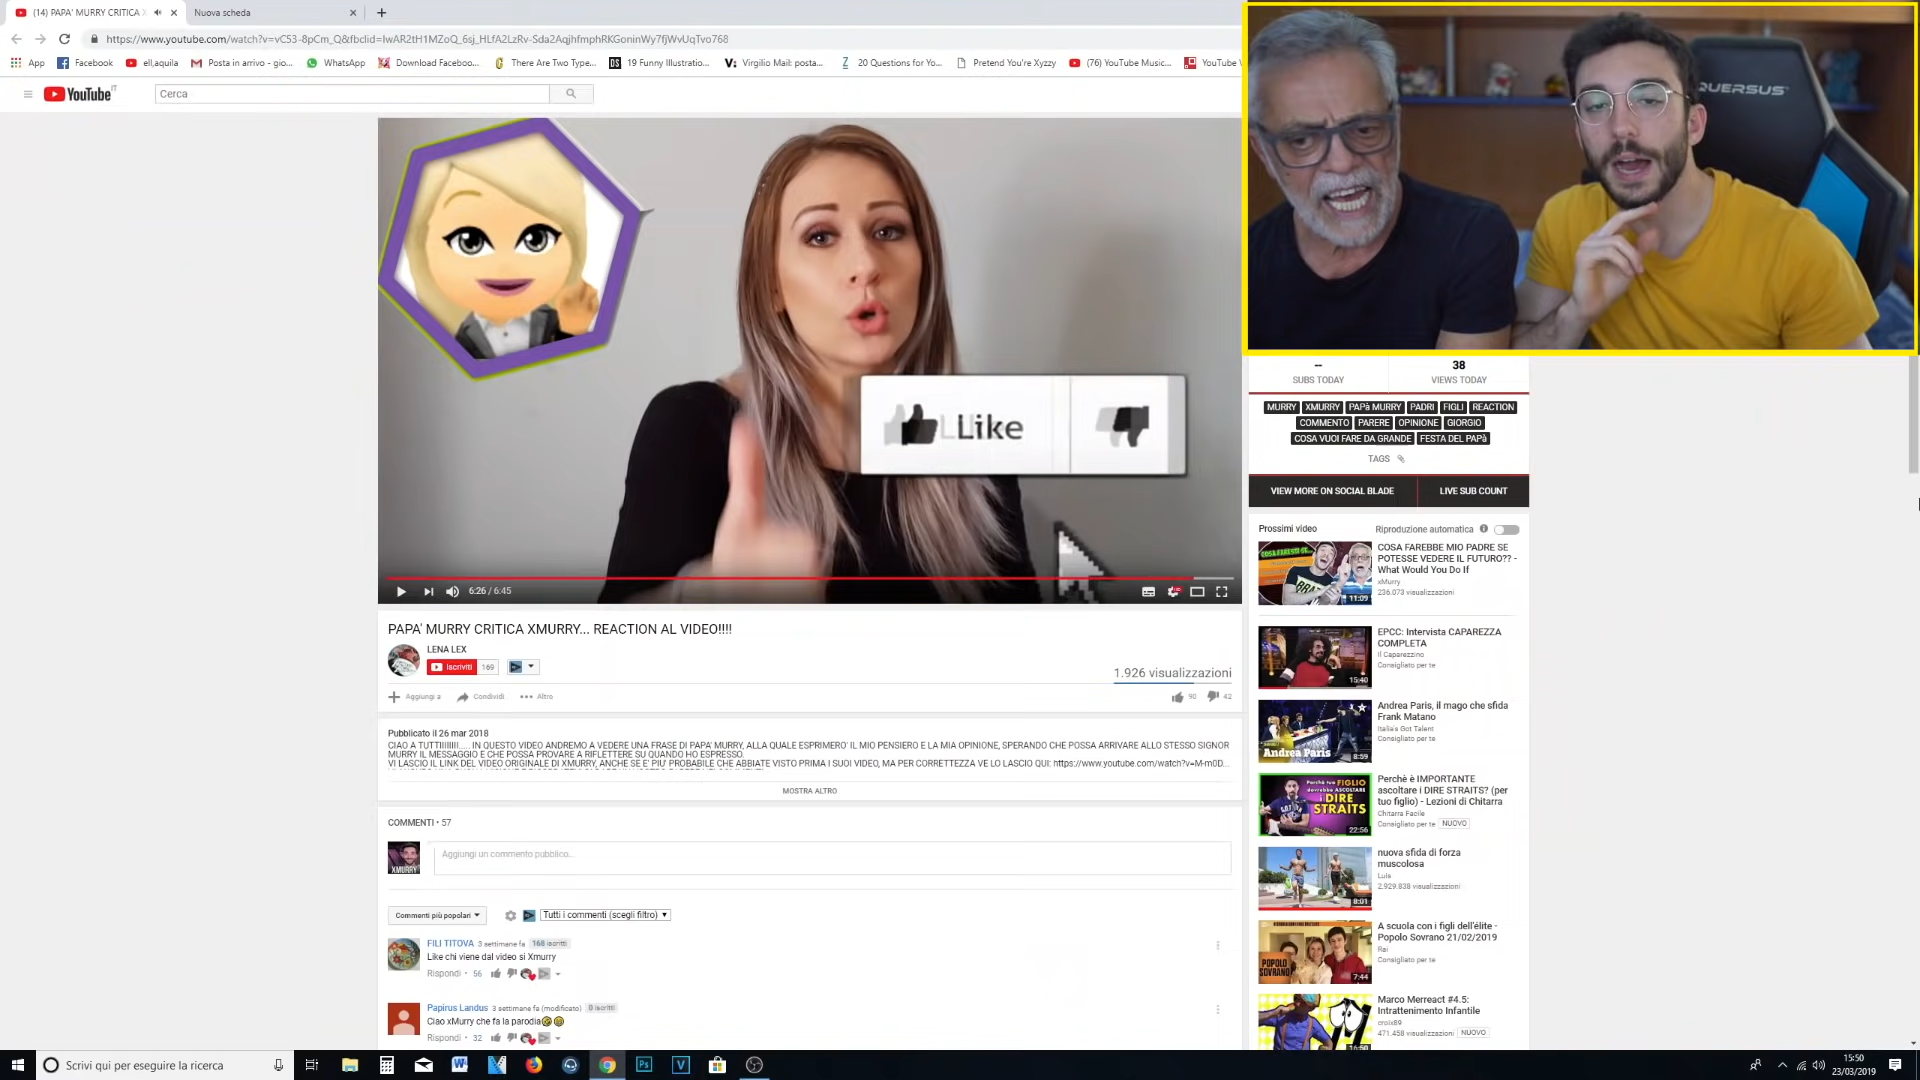 (14) PAPA' MURRY CRITICA X
Nuova scheda
https://www.youtube.com/watch?v=vC53-8pCm_Q&fbclid=IwAR2tH1MZoQ_6sj_HLfA2LzRv-Sda2AqjhfmphRKGoninWy7fjWvUqTvo768
App
Facebook
ell,aquila
Posta in arrivo - gio...
WhatsApp
Download Faceboo...
There Are Two Type...
19 Funny Illustratio...
Virgilio Mail: posta...
20 Questions for Yo...
Pretend You're Xyzzy
(76) YouTube Music...
YouTube V
YouTube IT
Cerca
QUERSUS
LLike
6:26 / 6:45
PAPA' MURRY CRITICA XMURRY... REACTION AL VIDEO!!!!
LENA LEX
Iscriviti 169
1.926 visualizzazioni
Aggiungi a Condividi Altro
90 42
Pubblicato il 26 mar 2018
CIAO A TUTTIIIIIIII..... IN QUESTO VIDEO ANDREMO A VEDERE UNA FRASE DI PAPA' MURRY, ALLA QUALE ESPRIMERO' IL MIO PENSIERO E LA MIA OPINIONE, SPERANDO CHE POSSA ARRIVARE ALLO STESSO SIGNOR
MURRY IL MESSAGGIO E CHE POSSA PROVARE A RIFLETTERE SU QUANDO HO ESPRESSO.
VI LASCIO IL LINK DEL VIDEO ORIGINALE DI XMURRY, ANCHE SE E' PIU' PROBABILE CHE ABBIATE VISTO PRIMA I SUOI VIDEO, MA PER CORRETTEZZA VE LO LASCIO QUI: https://www.youtube.com/watch?v=M-m0D...
MOSTRA ALTRO
COMMENTI • 57
XMURRY
Aggiungi un commento pubblico...
Commenti più popolari
Tutti i commenti (scegli filtro)
FILI TITOVA 3 settimane fa 168 iscritti
Like chi viene dal video si Xmurry
Rispondi • 56
Papirus Landus 3 settimane fa (modificato) 0 iscritti
Ciao xMurry che fa la parodia
Rispondi • 32
-- 38
SUBS TODAY VIEWS TODAY
MURRY XMURRY PAPà MURRY PADRI FIGLI REACTION
COMMENTO PARERE OPINIONE GIORGIO
COSA VUOI FARE DA GRANDE FESTA DEL PAPà
TAGS
VIEW MORE ON SOCIAL BLADE LIVE SUB COUNT
Prossimi video Riproduzione automatica
COSA FAREBBE MIO PADRE SE
POTESSE VEDERE IL FUTURO?? -
What Would You Do If
xMurry
236.073 visualizzazioni
11:09
EPCC: Intervista CAPAREZZA
COMPLETA
Il Caparezzino
Consigliato per te
15:40
Andrea Paris, il mago che sfida
Frank Matano
Italia's Got Talent
Consigliato per te
Andrea Paris
8:59
Perchè è IMPORTANTE
ascoltare i DIRE STRAITS? (per
tuo figlio) - Lezioni di Chitarra
Chitarra Facile
Consigliato per te NUOVO
Perchè tuo FIGLIO
dovrebbe ASCOLTARE
i DIRE
STRAITS
22:56
nuova sfida di forza
muscolosa
Luis
2.929.838 visualizzazioni
8:01
A scuola con i figli dell'élite -
Popolo Sovrano 21/02/2019
Rai
Consigliato per te
POPOLO
SOVRANO
7:44
Marco Merreact #4.5:
Intrattenimento Infantile
croix89
471.458 visualizzazioni NUOVO
Scrivi qui per eseguire la ricerca
15:50
23/03/2019